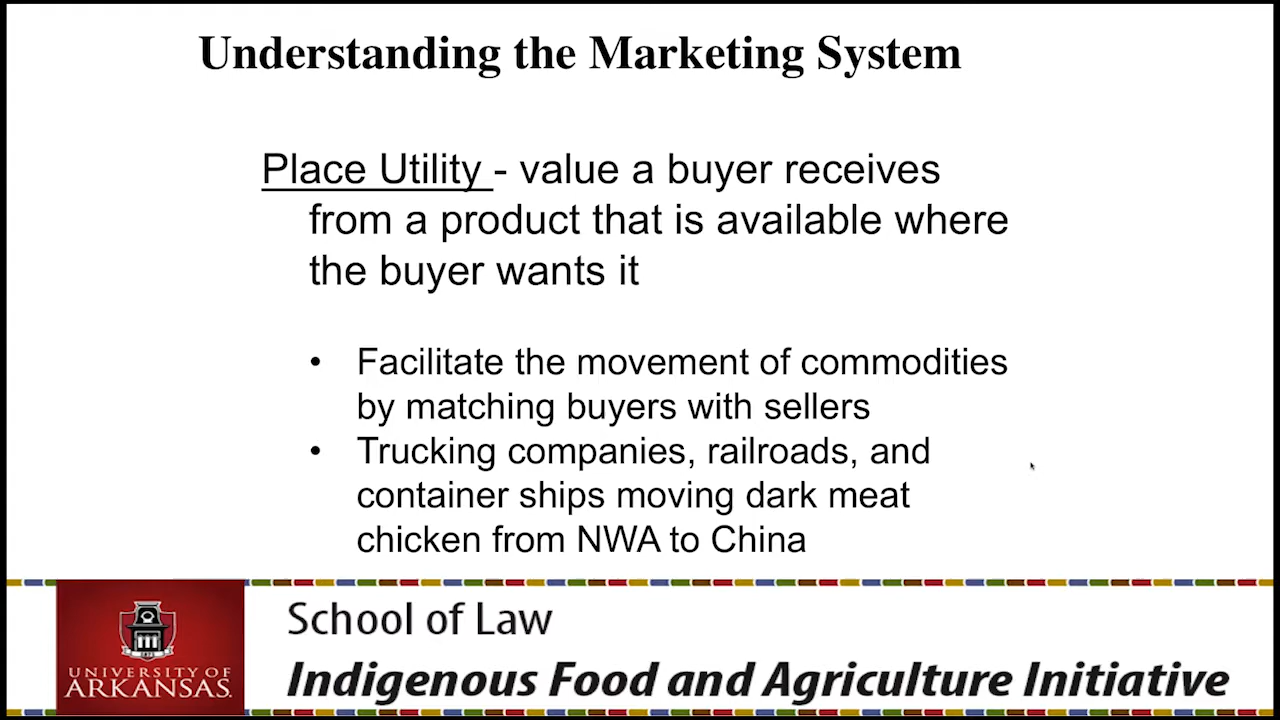 Understanding the Marketing System
Place Utility - value a buyer receives
from a product that is available where
the buyer wants it
• Facilitate the movement of commodities
by matching buyers with sellers
• Trucking companies, railroads, and
container ships moving dark meat
chicken from NWA to China
School of Law
Indigenous Food and Agriculture Initiative
UNIVERSITY OF
ARKANSAS.